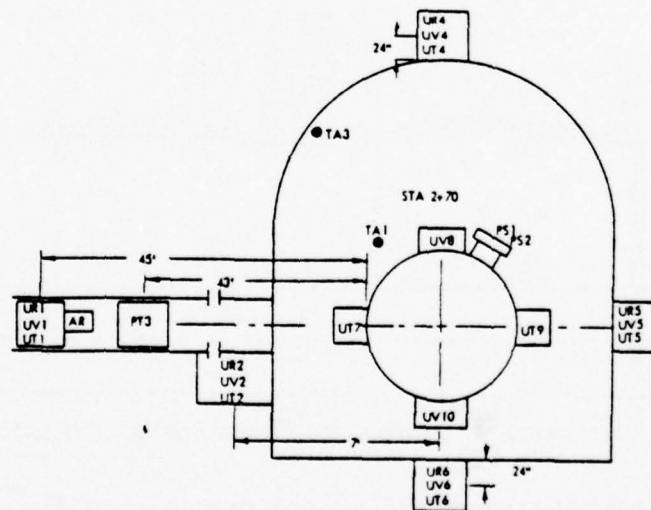 UR4
UV4
UT4
24"
TA3
STA 2+70
TA1
UV8
PS1
PS2
45'
43'
UR1
UV1
UT1
AR
PT3
UT7
UT9
UR5
UV5
UT5
UR2
UV2
UT2
UV10
7'
UR6
UV6
UT6
24"